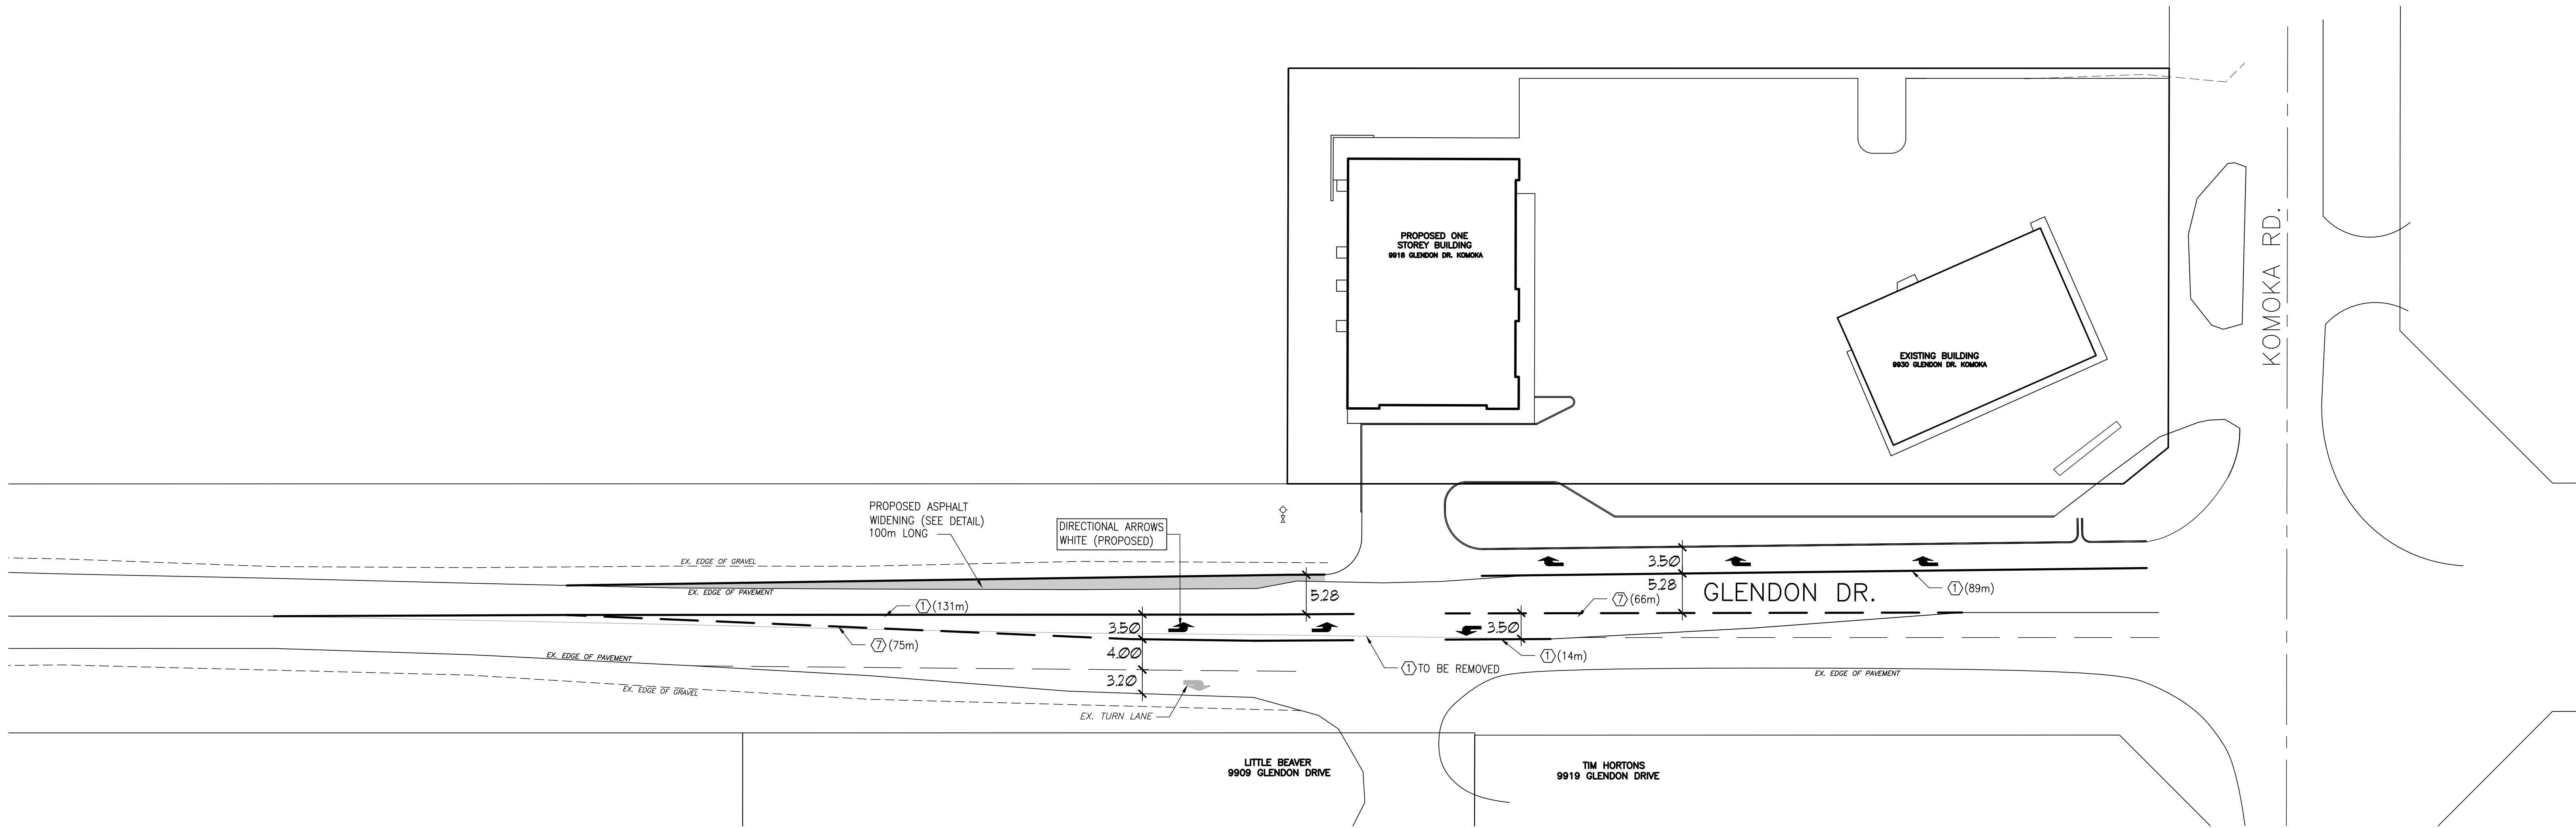 PROPOSED ONE
STOREY BUILDING
9918 GLENDON DR. KOMOKA
EXISTING BUILDING
9930 GLENDON DR. KOMOKA
KOMOKA RD.
PROPOSED ASPHALT
WIDENING (SEE DETAIL)
100m LONG
DIRECTIONAL ARROWS
WHITE (PROPOSED)
EX. EDGE OF GRAVEL
EX. EDGE OF PAVEMENT
1 (131m)
5.28
3.50
5.28
GLENDON DR.
1 (89m)
7 (66m)
3.50
3.50
7 (75m)
4.00
3.20
1 (14m)
1 TO BE REMOVED
EX. EDGE OF PAVEMENT
EX. EDGE OF GRAVEL
EX. TURN LANE
EX. EDGE OF PAVEMENT
LITTLE BEAVER
9909 GLENDON DRIVE
TIM HORTONS
9919 GLENDON DRIVE